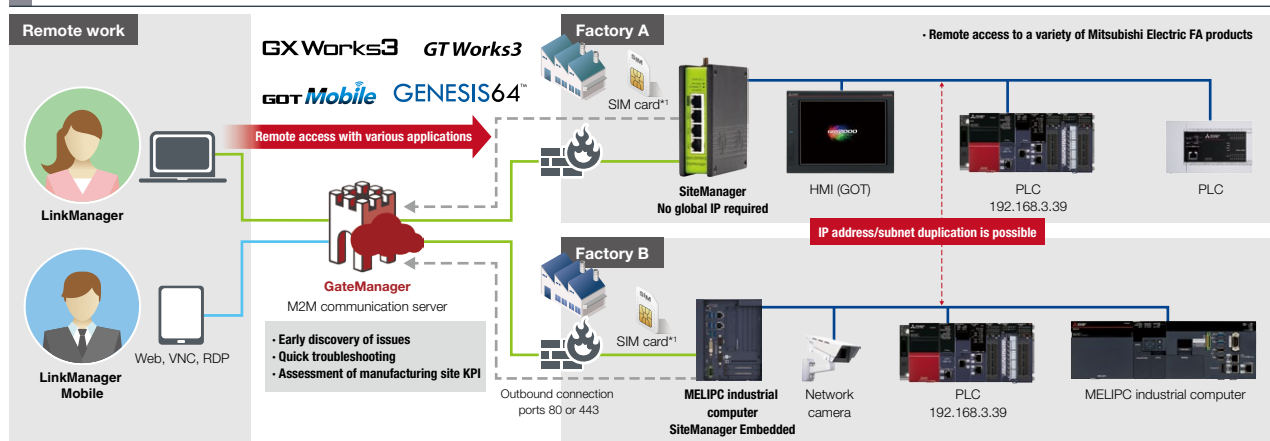 Remote work
LinkManager
LinkManager
Mobile
Web, VNC, RDP
GX Works3
GT Works3
GOT Mobile
GENESIS64™
Remote access with various applications
GateManager
M2M communication server
· Early discovery of issues
· Quick troubleshooting
· Assessment of manufacturing site KPI
Outbound connection
ports 80 or 443
Factory A
· Remote access to a variety of Mitsubishi Electric FA products
SIM
SIM card*1
SiteManager
No global IP required
HMI (GOT)
PLC
192.168.3.39
PLC
IP address/subnet duplication is possible
Factory B
SIM
SIM card*1
MELIPC industrial
computer
SiteManager Embedded
Network
camera
PLC
192.168.3.39
MELIPC industrial computer